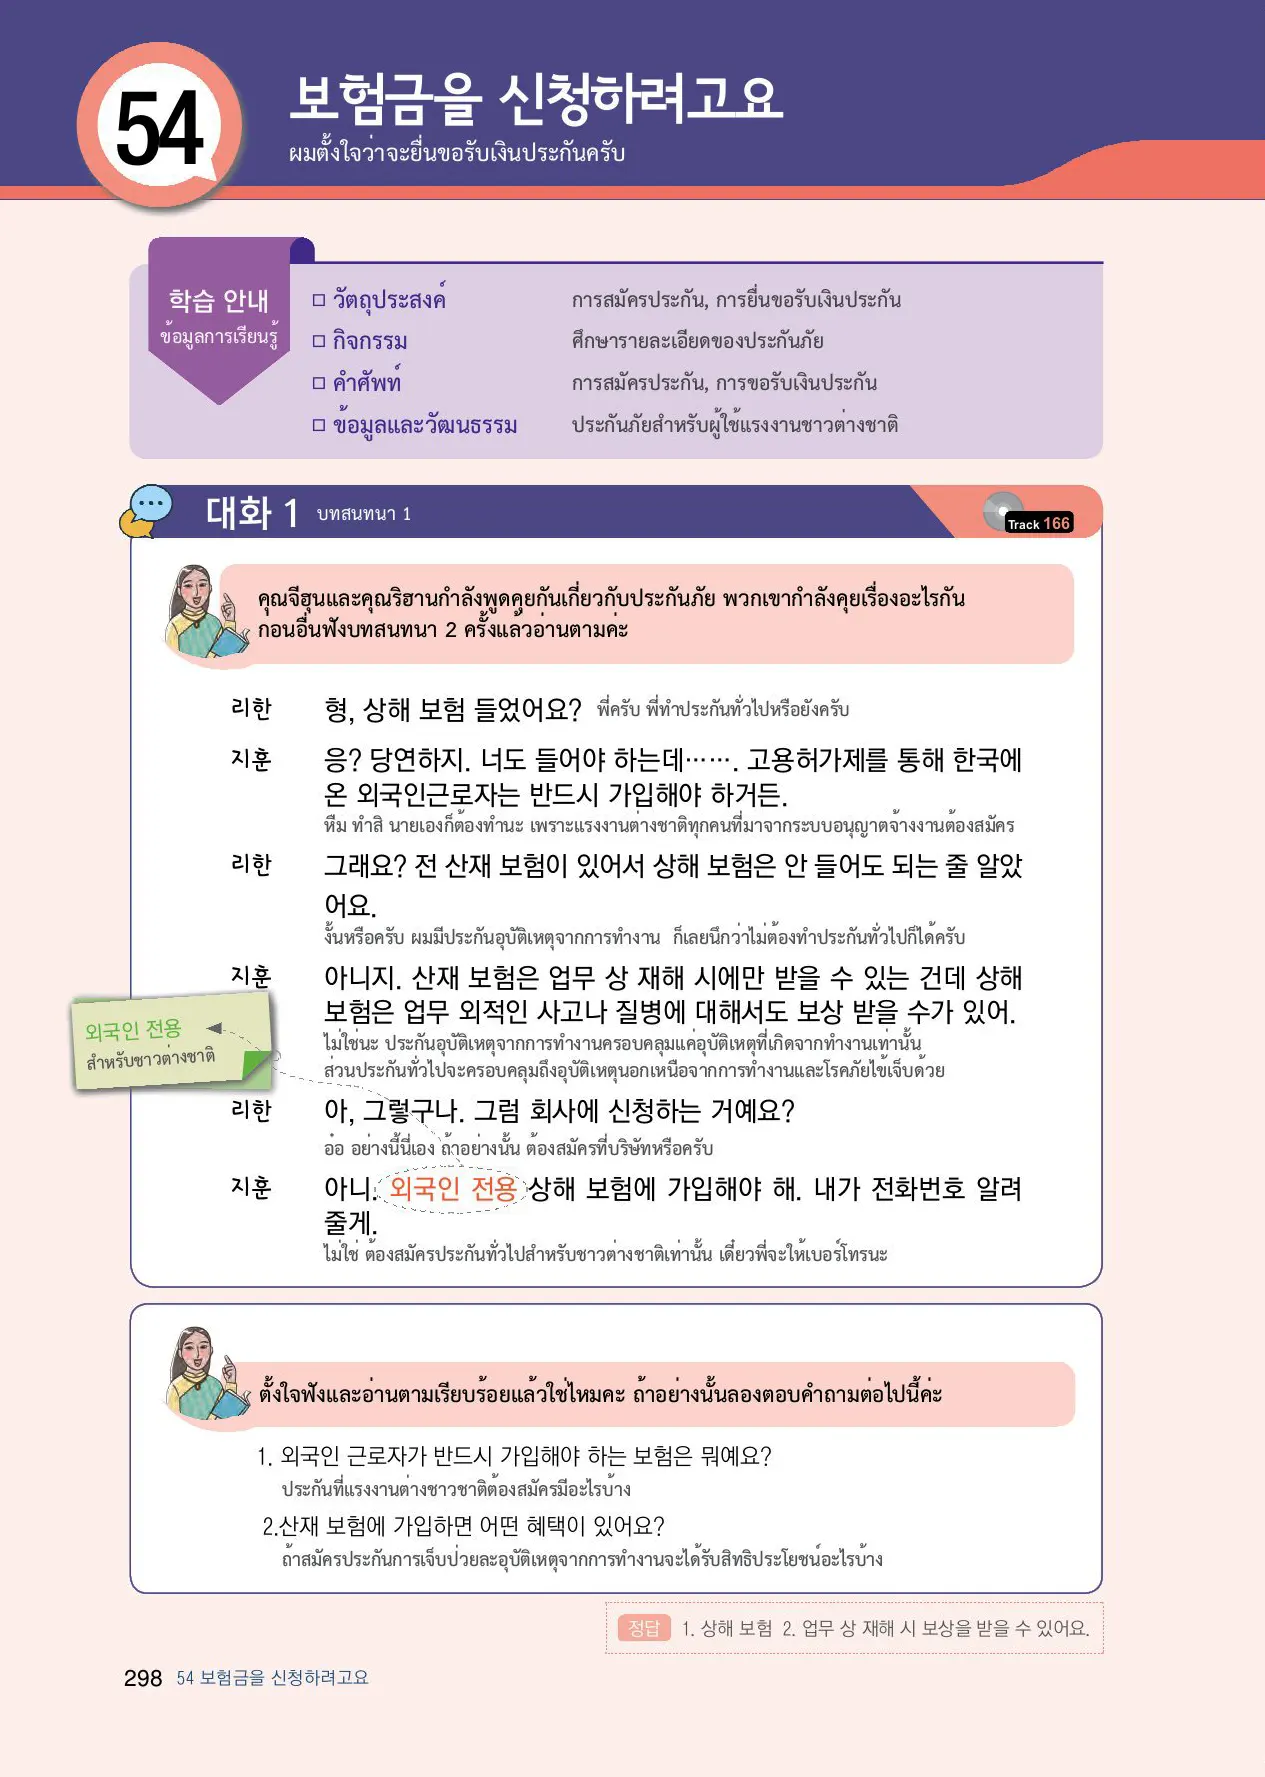 54
보험금을 신청하려고요
ผมตั้งใจว่าจะยื่นขอรับเงินประกันครับ
학습 안내
ข้อมูลการเรียนรู้
□ วัตถุประสงค์ การสมัครประกัน, การยื่นขอรับเงินประกัน
□ กิจกรรม ศึกษารายละเอียดของประกันภัย
□ คำศัพท์ การสมัครประกัน, การขอรับเงินประกัน
□ ข้อมูลและวัฒนธรรม ประกันภัยสำหรับผู้ใช้แรงงานชาวต่างชาติ
대화 1 บทสนทนา 1
Track 166
คุณจีฮุนและคุณริฮานกำลังพูดคุยกันเกี่ยวกับประกันภัย พวกเขากำลังคุยเรื่องอะไรกัน
กอนอื่นฟังบทสนทนา 2 ครั้งแล้วอ่านตามค่ะ
리한 형, 상해 보험 들었어요? พี่ครับ พี่ทำประกันทั่วไปหรือยังครับ
지훈 응? 당연하지. 너도 들어야 하는데……. 고용허가제를 통해 한국에
온 외국인근로자는 반드시 가입해야 하거든.
หืม ทำสิ นายเองก็ต้องทำนะ เพราะแรงงานต่างชาติทุกคนที่มาจากระบบอนุญาตจ้างงานต้องสมัคร
리한 그래요? 전 산재 보험이 있어서 상해 보험은 안 들어도 되는 줄 알았
어요.
งั้นหรือครับ ผมมีประกันอุบัติเหตุจากการทำงาน ก็เลยนึกว่าไม่ต้องทำประกันทั่วไปก็ได้ครับ
지훈 아니지. 산재 보험은 업무 상 재해 시에만 받을 수 있는 건데 상해
보험은 업무 외적인 사고나 질병에 대해서도 보상 받을 수가 있어.
ไม่ใช่นะ ประกันอุบัติเหตุจากการทำงานครอบคลุมแค่อุบัติเหตุที่เกิดจากทำงานเท่านั้น
ส่วนประกันทั่วไปจะครอบคลุมถึงอุบัติเหตุนอกเหนือจากการทำงานและโรคภัยไข้เจ็บด้วย
외국인 전용
สำหรับชาวต่างชาติ
리한 아, 그렇구나. 그럼 회사에 신청하는 거예요?
อ๋อ อย่างนี้นี่เอง ถ้าอย่างนั้น ต้องสมัครที่บริษัทหรือครับ
지훈 아니. 외국인 전용 상해 보험에 가입해야 해. 내가 전화번호 알려
줄게.
ไม่ใช่ ต้องสมัครประกันทั่วไปสำหรับชาวต่างชาติเท่านั้น เดี๋ยวพี่จะให้เบอร์โทรนะ
ตั้งใจฟังและอ่านตามเรียบร้อยแล้วใช่ไหมคะ ถ้าอย่างนั้นลองตอบคำถามต่อไปนี้ค่ะ
1. 외국인 근로자가 반드시 가입해야 하는 보험은 뭐예요?
ประกันที่แรงงานต่างชาวชาติต้องสมัครมีอะไรบ้าง
2.산재 보험에 가입하면 어떤 혜택이 있어요?
ถ้าสมัครประกันการเจ็บป่วยละอุบัติเหตุจากการทำงานจะได้รับสิทธิประโยชน์อะไรบ้าง
정답 1. 상해 보험 2. 업무 상 재해 시 보상을 받을 수 있어요.
298 54 보험금을 신청하려고요